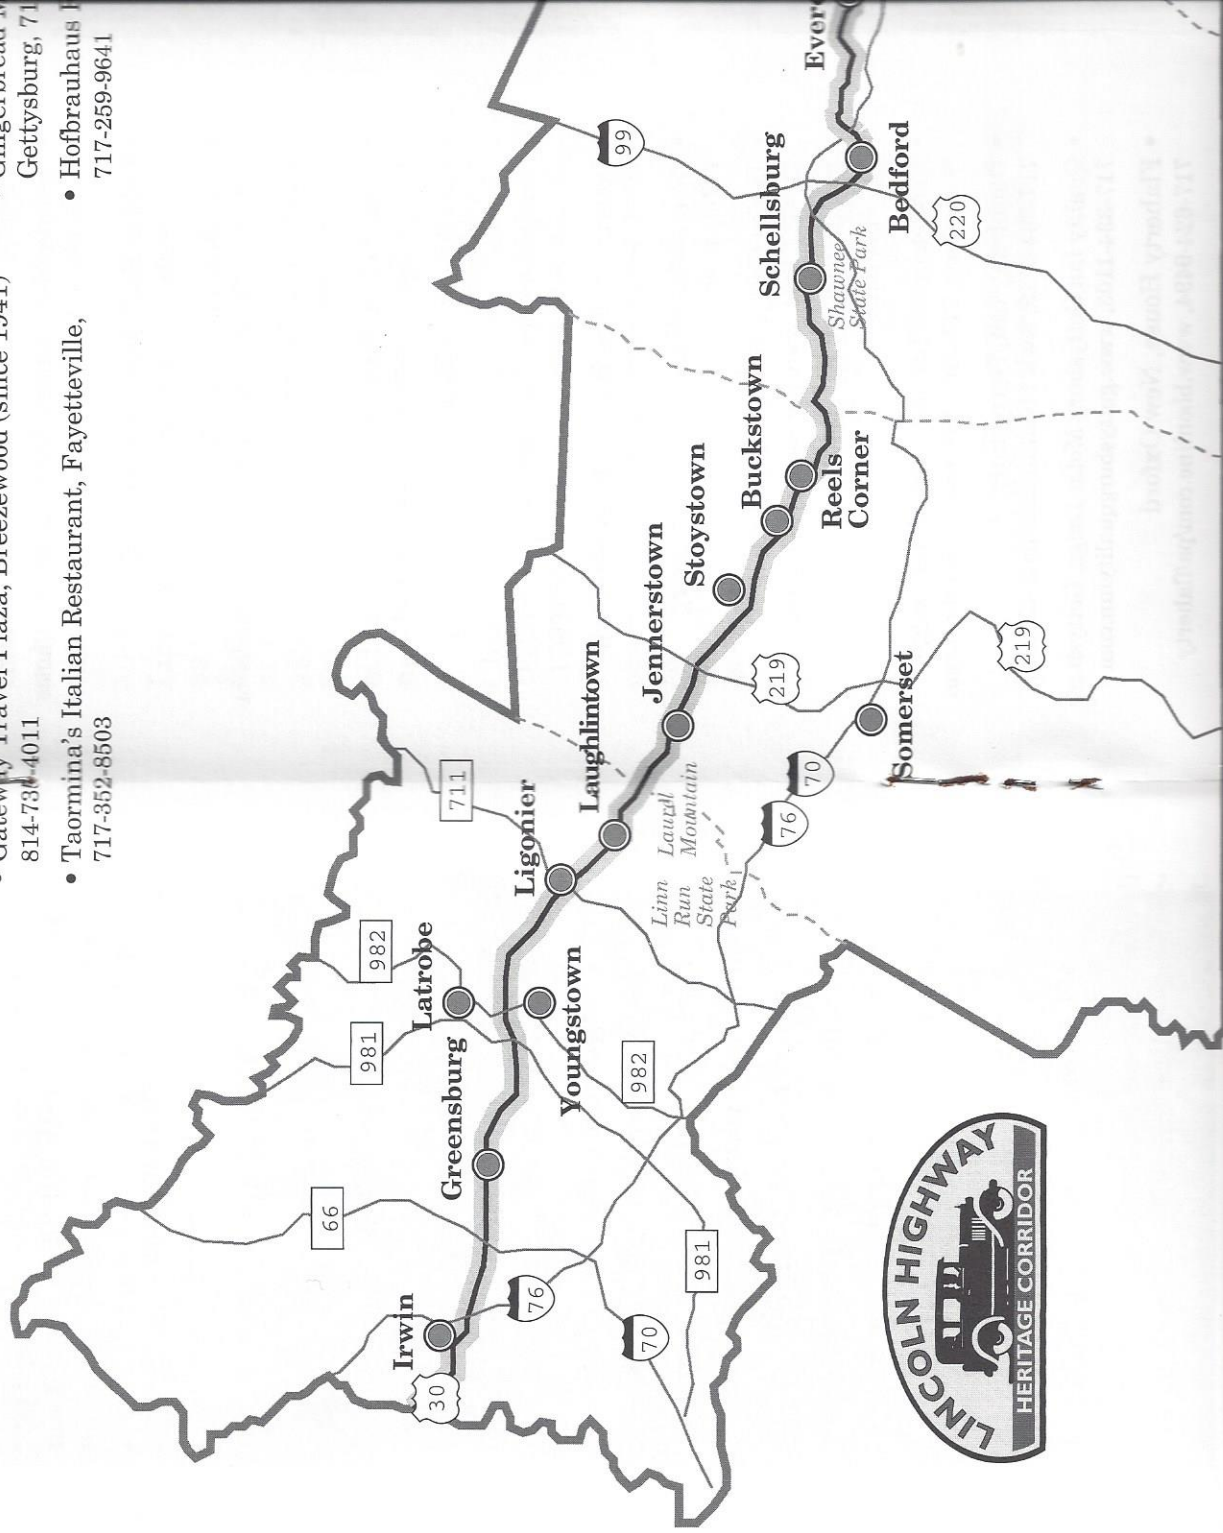 Gettysburg, 71
• Hofbrauhaus
717-259-9641
Gateway Travel Plaza, Breezewood (since 1941)
814-735-4011
• Taormina's Italian Restaurant, Fayetteville,
717-352-8503
30
Irwin
66
76
70
Greensburg
981
981
982
Latrobe
Youngstown
982
711
Ligonier
Laughlintown
Linn
Run
State
Park
Laurel
Mountain
76
70
Jennerstown
219
Somerset
219
Stoystown
Buckstown
Reels
Corner
Schellsburg
Shawnee
State Park
99
Bedford
220
LINCOLN HIGHWAY
HERITAGE CORRIDOR